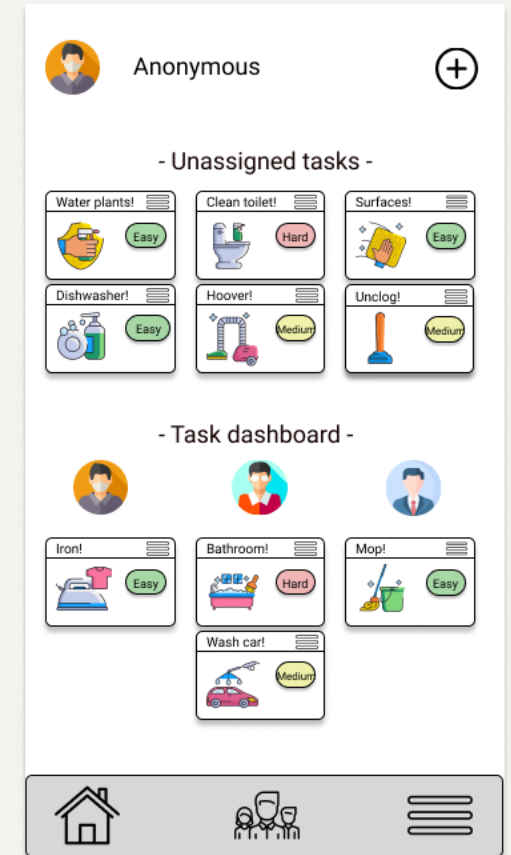 Anonymous
- Unassigned tasks -
Water plants! Clean toilet! Surfaces!
Easy Hard Easy
Dishwasher! Hoover! Unclog!
Easy Medium Medium
- Task dashboard -
Iron! Bathroom! Mop!
Easy Hard Easy
Wash car!
Medium